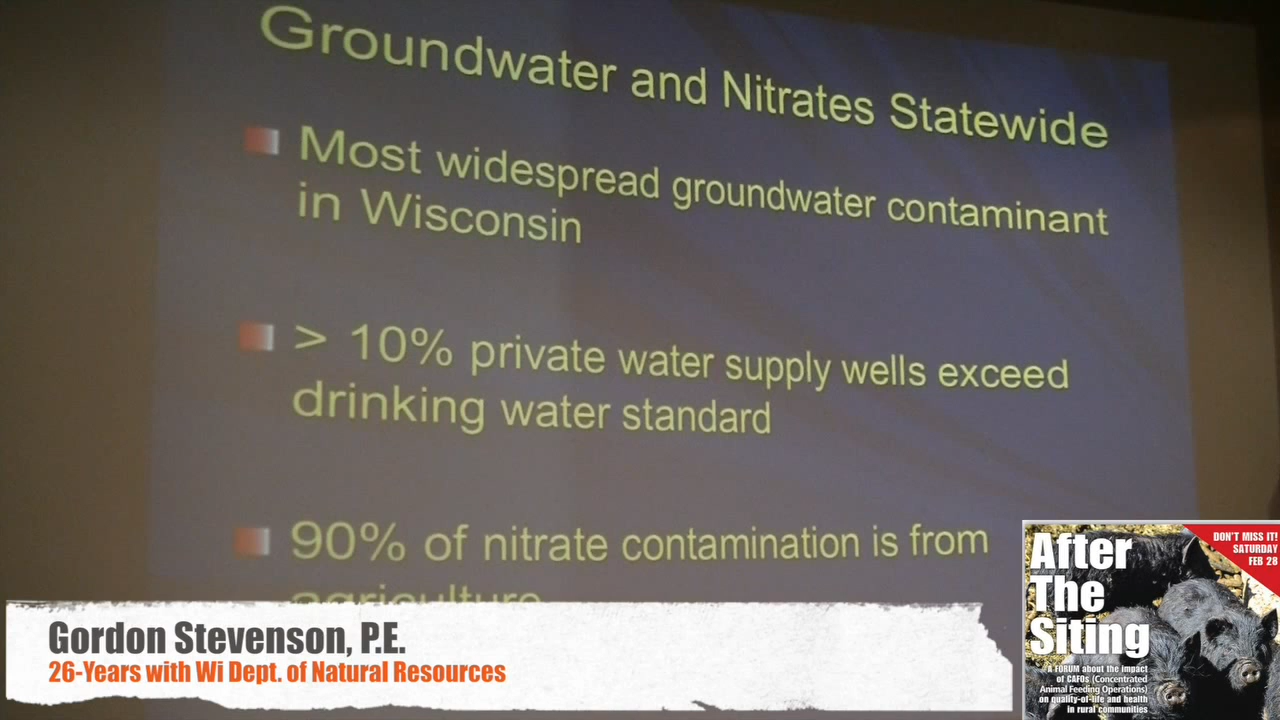 Groundwater and Nitrates Statewide
Most widespread groundwater contaminant
in Wisconsin
> 10% private water supply wells exceed
drinking water standard
90% of nitrate contamination is from
agriculture
Gordon Stevenson, P.E.
26-Years with Wi Dept. of Natural Resources
DON'T MISS IT!
SATURDAY
FEB 28
After
The
Siting
A FORUM about the impact
of CAFOs (Concentrated
Animal Feeding Operations)
on quality-of-life and health
in rural communities